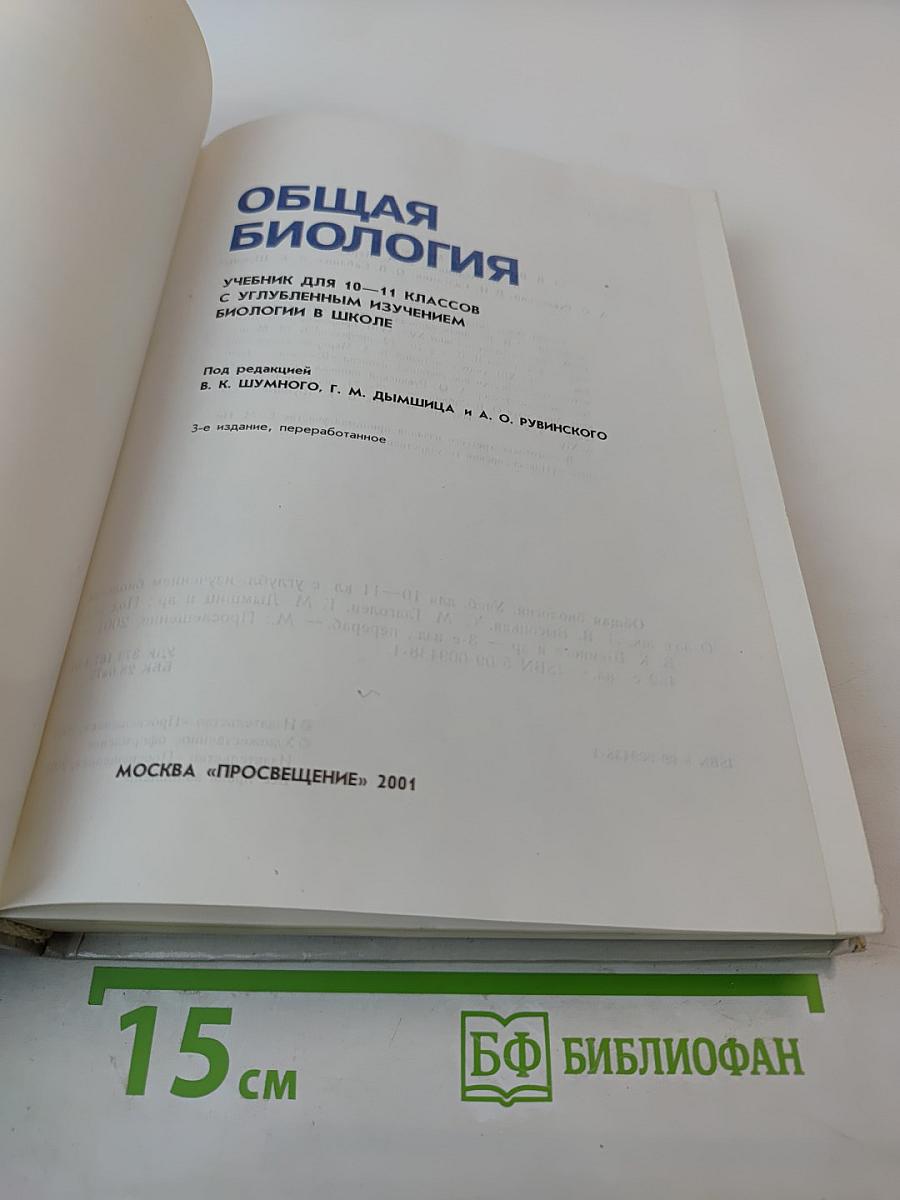 ОБЩАЯ
БИОЛОГИЯ
УЧЕБНИК ДЛЯ 10—11 КЛАССОВ
С УГЛУБЛЕННЫМ ИЗУЧЕНИЕМ
БИОЛОГИИ В ШКОЛЕ
Под редакцией
В. К. ШУМНОГО, Г. М. ДЫМШИЦА и А. О. РУВИНСКОГО
3-е издание, переработанное
МОСКВА «ПРОСВЕЩЕНИЕ» 2001
15 см
БФ БИБЛИОФАН